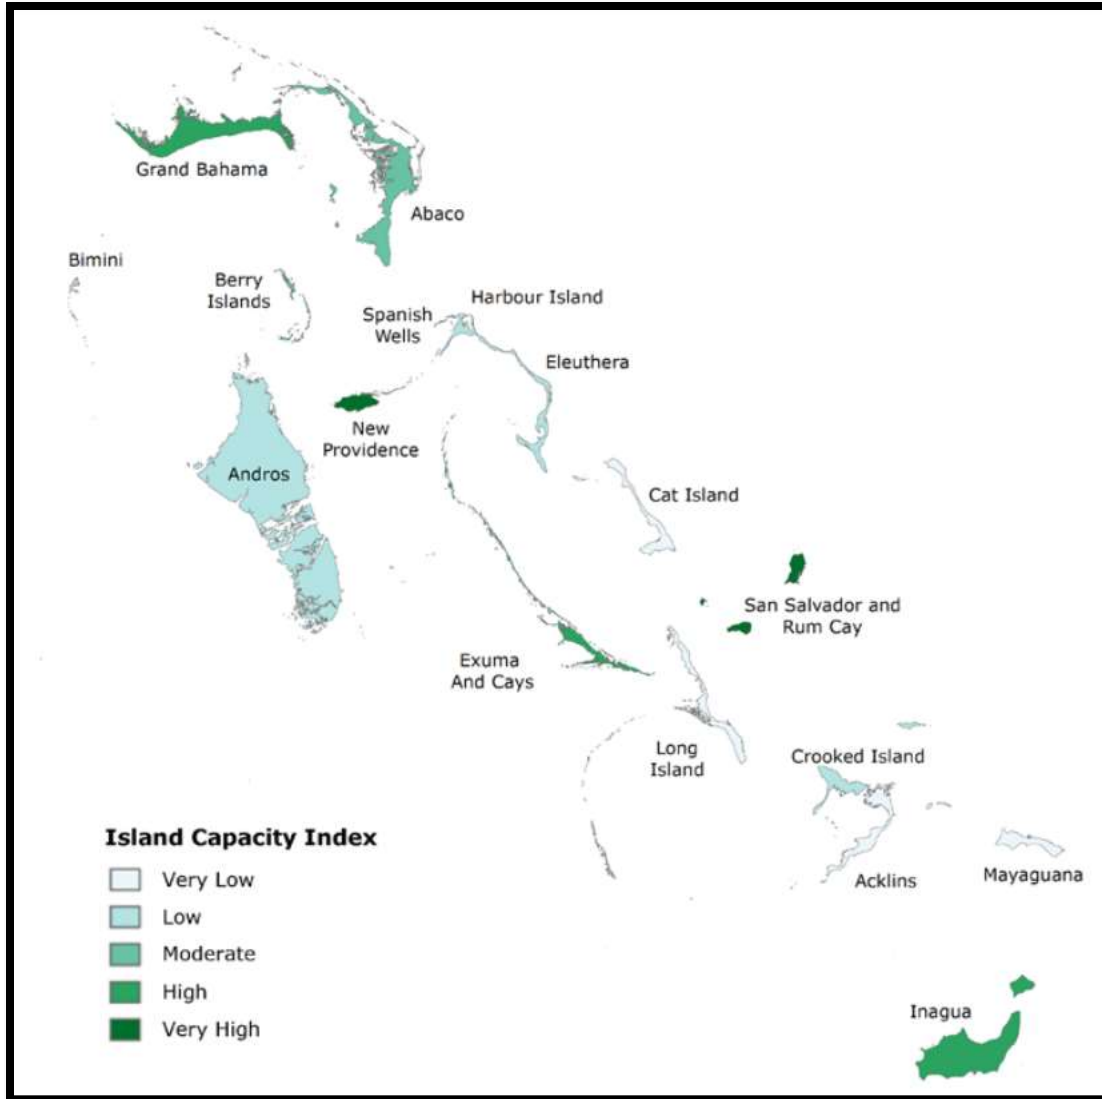 Grand Bahama
Abaco
Bimini
Berry
Islands
Harbour Island
Spanish
Wells
Eleuthera
New
Providence
Andros
Cat Island
San Salvador and
Rum Cay
Exuma
And Cays
Long
Island
Crooked Island
Acklins
Mayaguana
Inagua
Island Capacity Index
Very Low
Low
Moderate
High
Very High